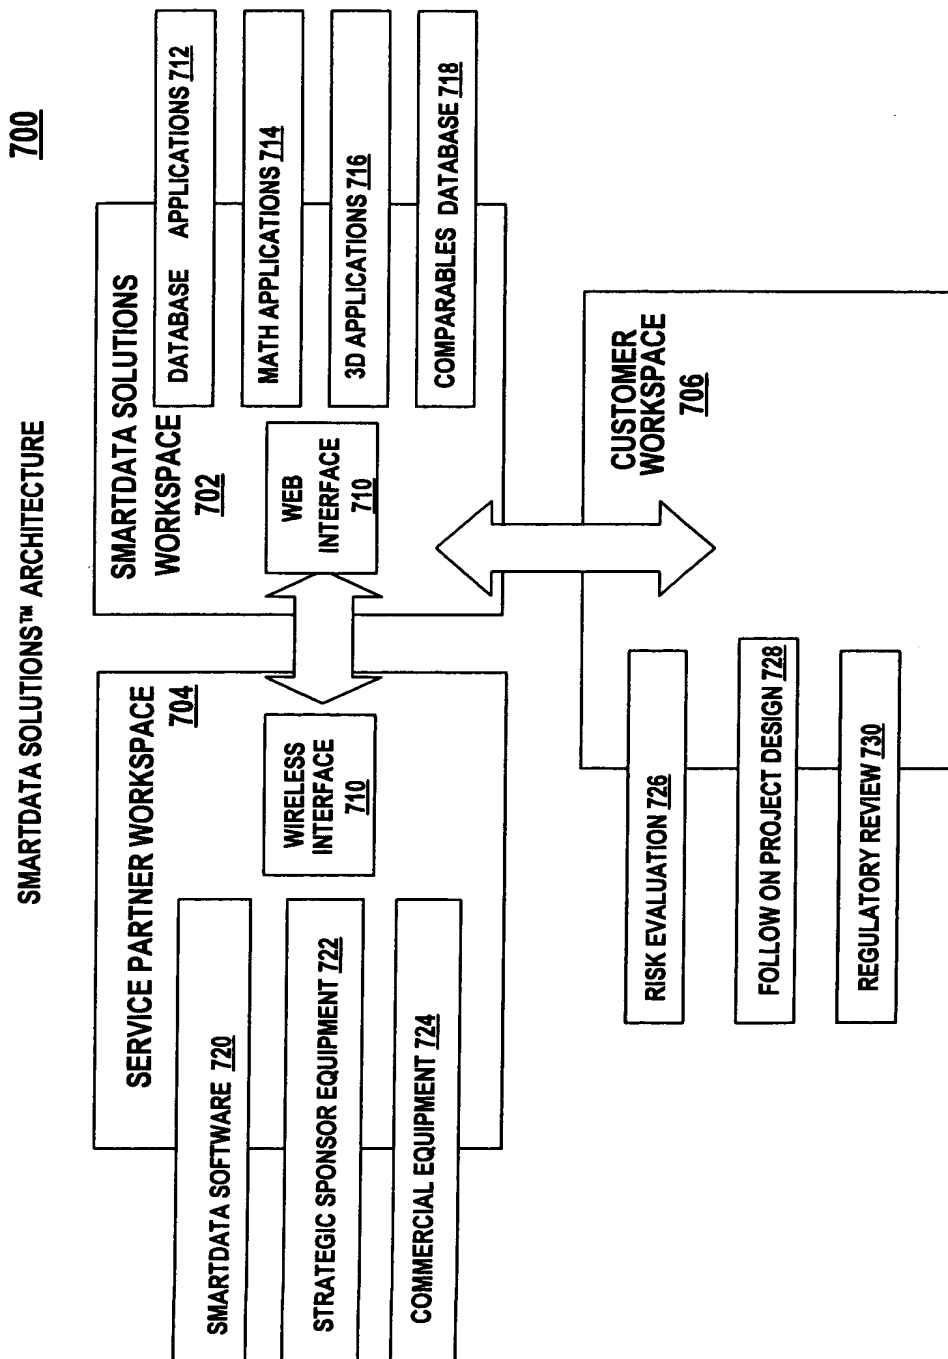 SMARTDATA SOLUTIONS™ ARCHITECTURE
700
SERVICE PARTNER WORKSPACE
704
SMARTDATA SOFTWARE 720
STRATEGIC SPONSOR EQUIPMENT 722
COMMERCIAL EQUIPMENT 724
WIRELESS
INTERFACE
710
SMARTDATA SOLUTIONS
WORKSPACE
702
WEB
INTERFACE
710
DATABASE APPLICATIONS 712
MATH APPLICATIONS 714
3D APPLICATIONS 716
COMPARABLES DATABASE 718
CUSTOMER
WORKSPACE
706
RISK EVALUATION 726
FOLLOW ON PROJECT DESIGN 728
REGULATORY REVIEW 730